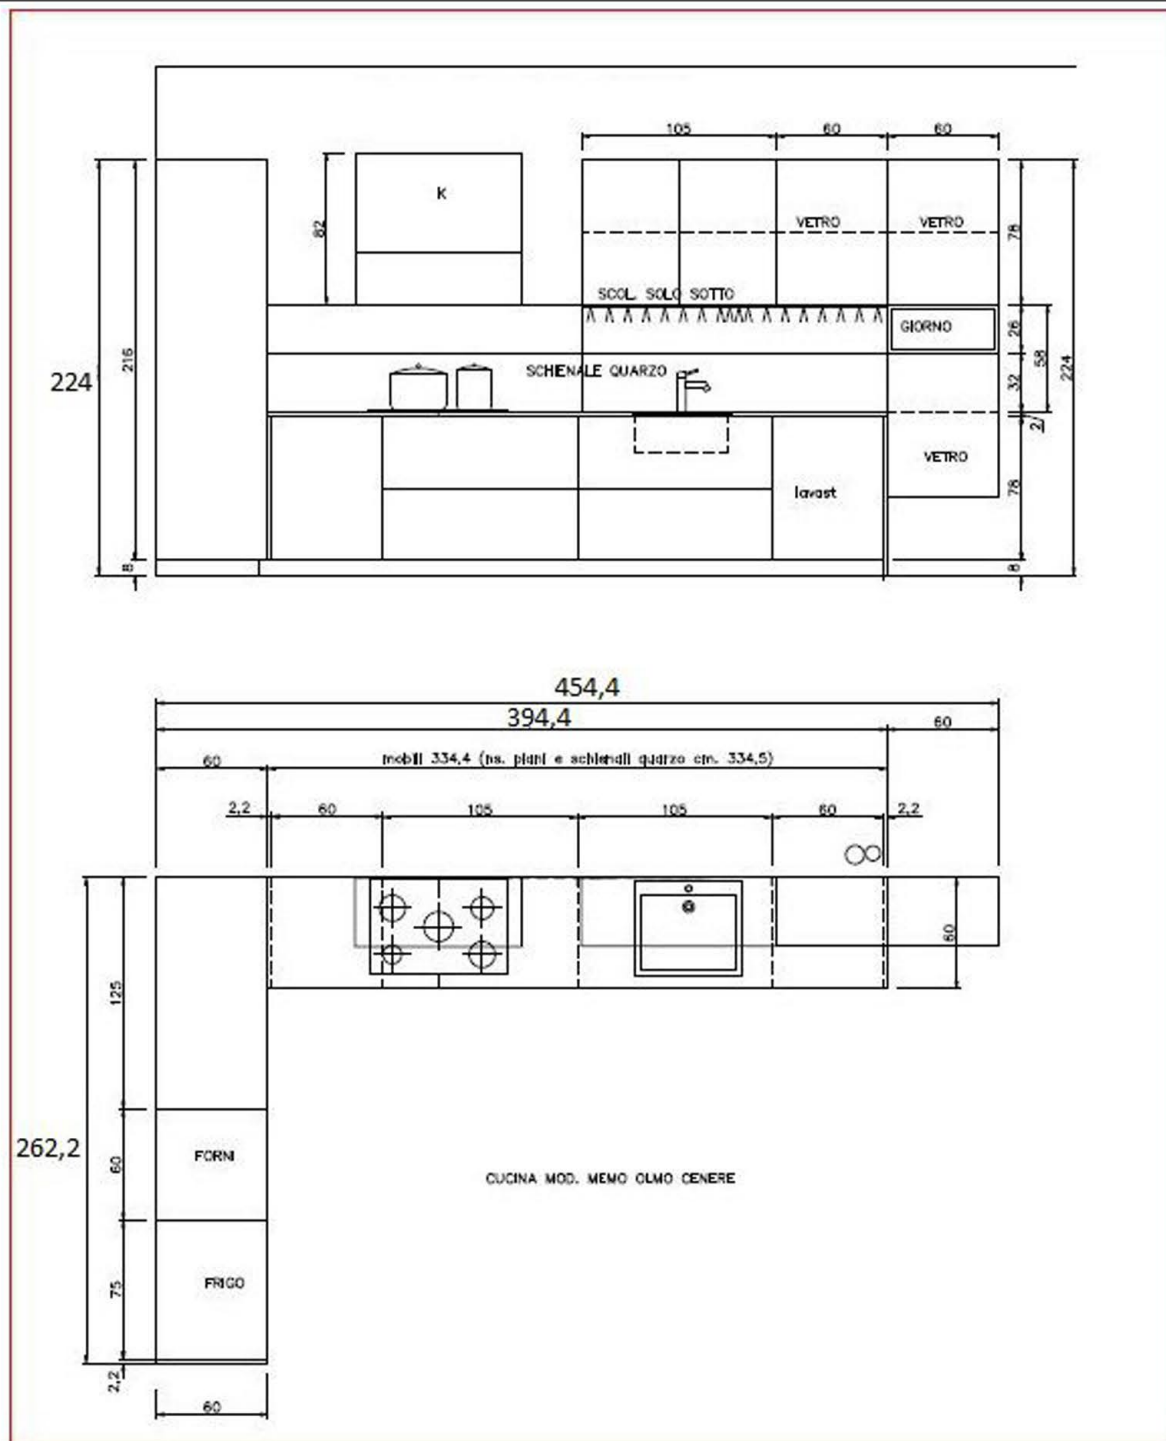 105 60 60
K
82
VETRO VETRO
78
SCOL. SOLO SOTTO
GIORNO
26
216
58
SCHIENALE QUARZO
224
32
224
2
VETRO
lavast
78
8
8
454,4
394,4
60
mobili 334,4 (ns. piani e schienali quarzo cm. 334,5)
60
2,2 60 105 105 60 2,2
60
125
262,2
FORNI
60
CUCINA MOD. MEMO OLMO CENERE
FRIGO
75
2,2
60